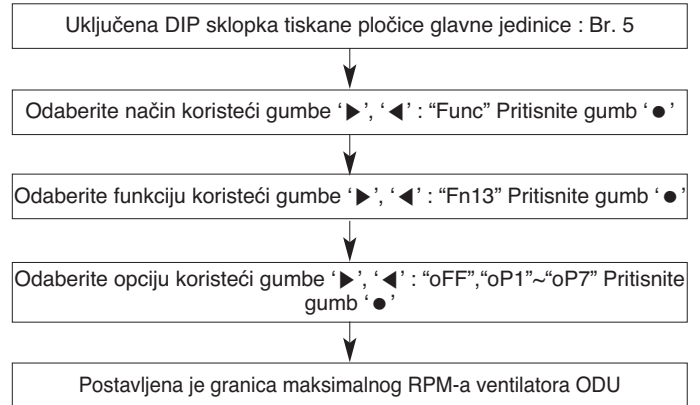 Uključena DIP sklopka tiskane pločice glavne jedinice : Br. 5
Odaberite način koristeći gumbe ‘▶’, ‘◀’ : “Func” Pritisnite gumb ‘●’
Odaberite funkciju koristeći gumbe ‘▶’, ‘◀’ : “Fn13” Pritisnite gumb ‘●’
Odaberite opciju koristeći gumbe ‘▶’, ‘◀’ : “oFF”,“oP1”~“oP7” Pritisnite
gumb ‘●’
Postavljena je granica maksimalnog RPM-a ventilatora ODU